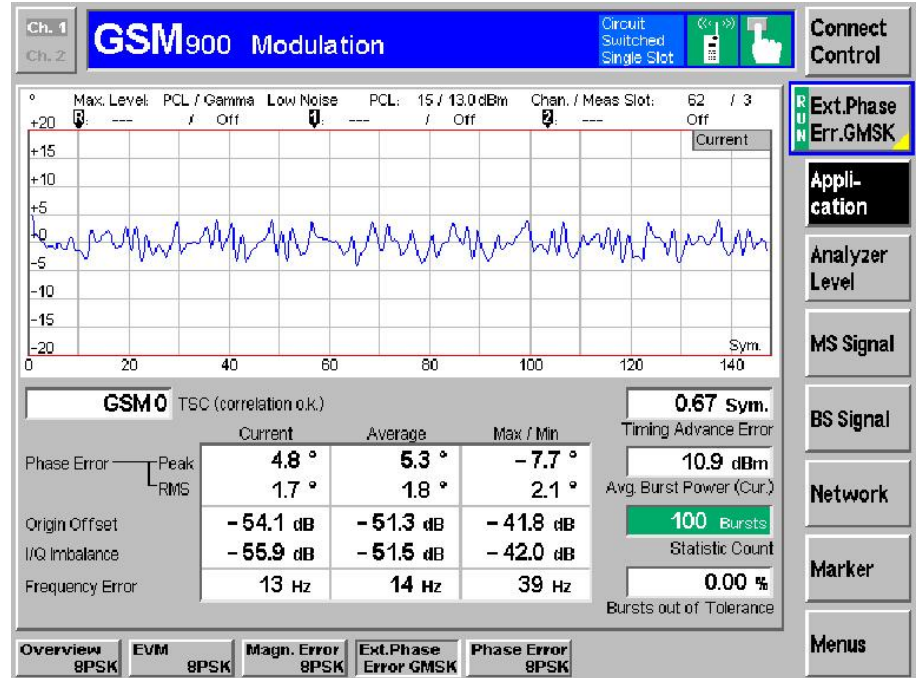 Ch. 1
Ch. 2
GSM900 Modulation
Circuit
Switched
Single Slot
Connect
Control
° Max. Level: PCL / Gamma Low Noise PCL: 15 / 13.0 dBm Chan. / Meas Slot: 62 / 3
+20 R: --- / Off 1: --- / Off 2: --- Off
Current
+15
+10
+5
+0
-5
-10
-15
-20
Sym.
0 20 40 60 80 100 120 140
RUN
Ext.Phase
Err.GMSK
Appli-
cation
Analyzer
Level
MS Signal
BS Signal
Network
Marker
Menus
GSM 0 TSC (correlation o.k.)
0.67 Sym.
Timing Advance Error
Current Average Max / Min
Phase Error Peak 4.8 ° 5.3 ° – 7.7 °
10.9 dBm
RMS 1.7 ° 1.8 ° 2.1 °
Avg. Burst Power (Cur.)
Origin Offset – 54.1 dB – 51.3 dB – 41.8 dB
100 Bursts
Statistic Count
I/Q Imbalance – 55.9 dB – 51.5 dB – 42.0 dB
Frequency Error 13 Hz 14 Hz 39 Hz
0.00 %
Bursts out of Tolerance
Overview
8PSK
EVM
8PSK
Magn. Error
8PSK
Ext.Phase
Error GMSK
Phase Error
8PSK